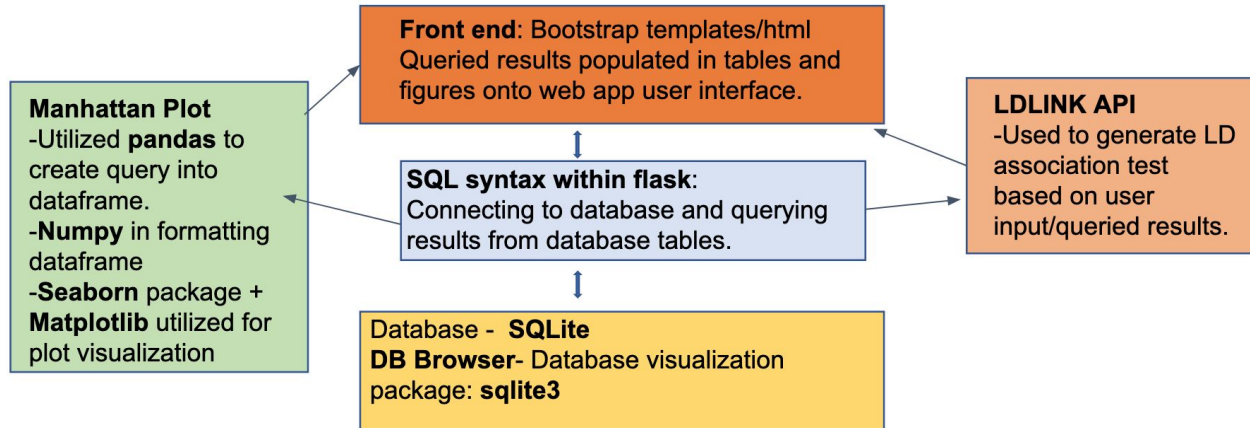 Front end: Bootstrap templates/html
Queried results populated in tables and
figures onto web app user interface.
Manhattan Plot
-Utilized pandas to
create query into
dataframe.
-Numpy in formatting
dataframe
-Seaborn package +
Matplotlib utilized for
plot visualization
SQL syntax within flask:
Connecting to database and querying
results from database tables.
LDLINK API
-Used to generate LD
association test
based on user
input/queried results.
Database - SQLite
DB Browser- Database visualization
package: sqlite3